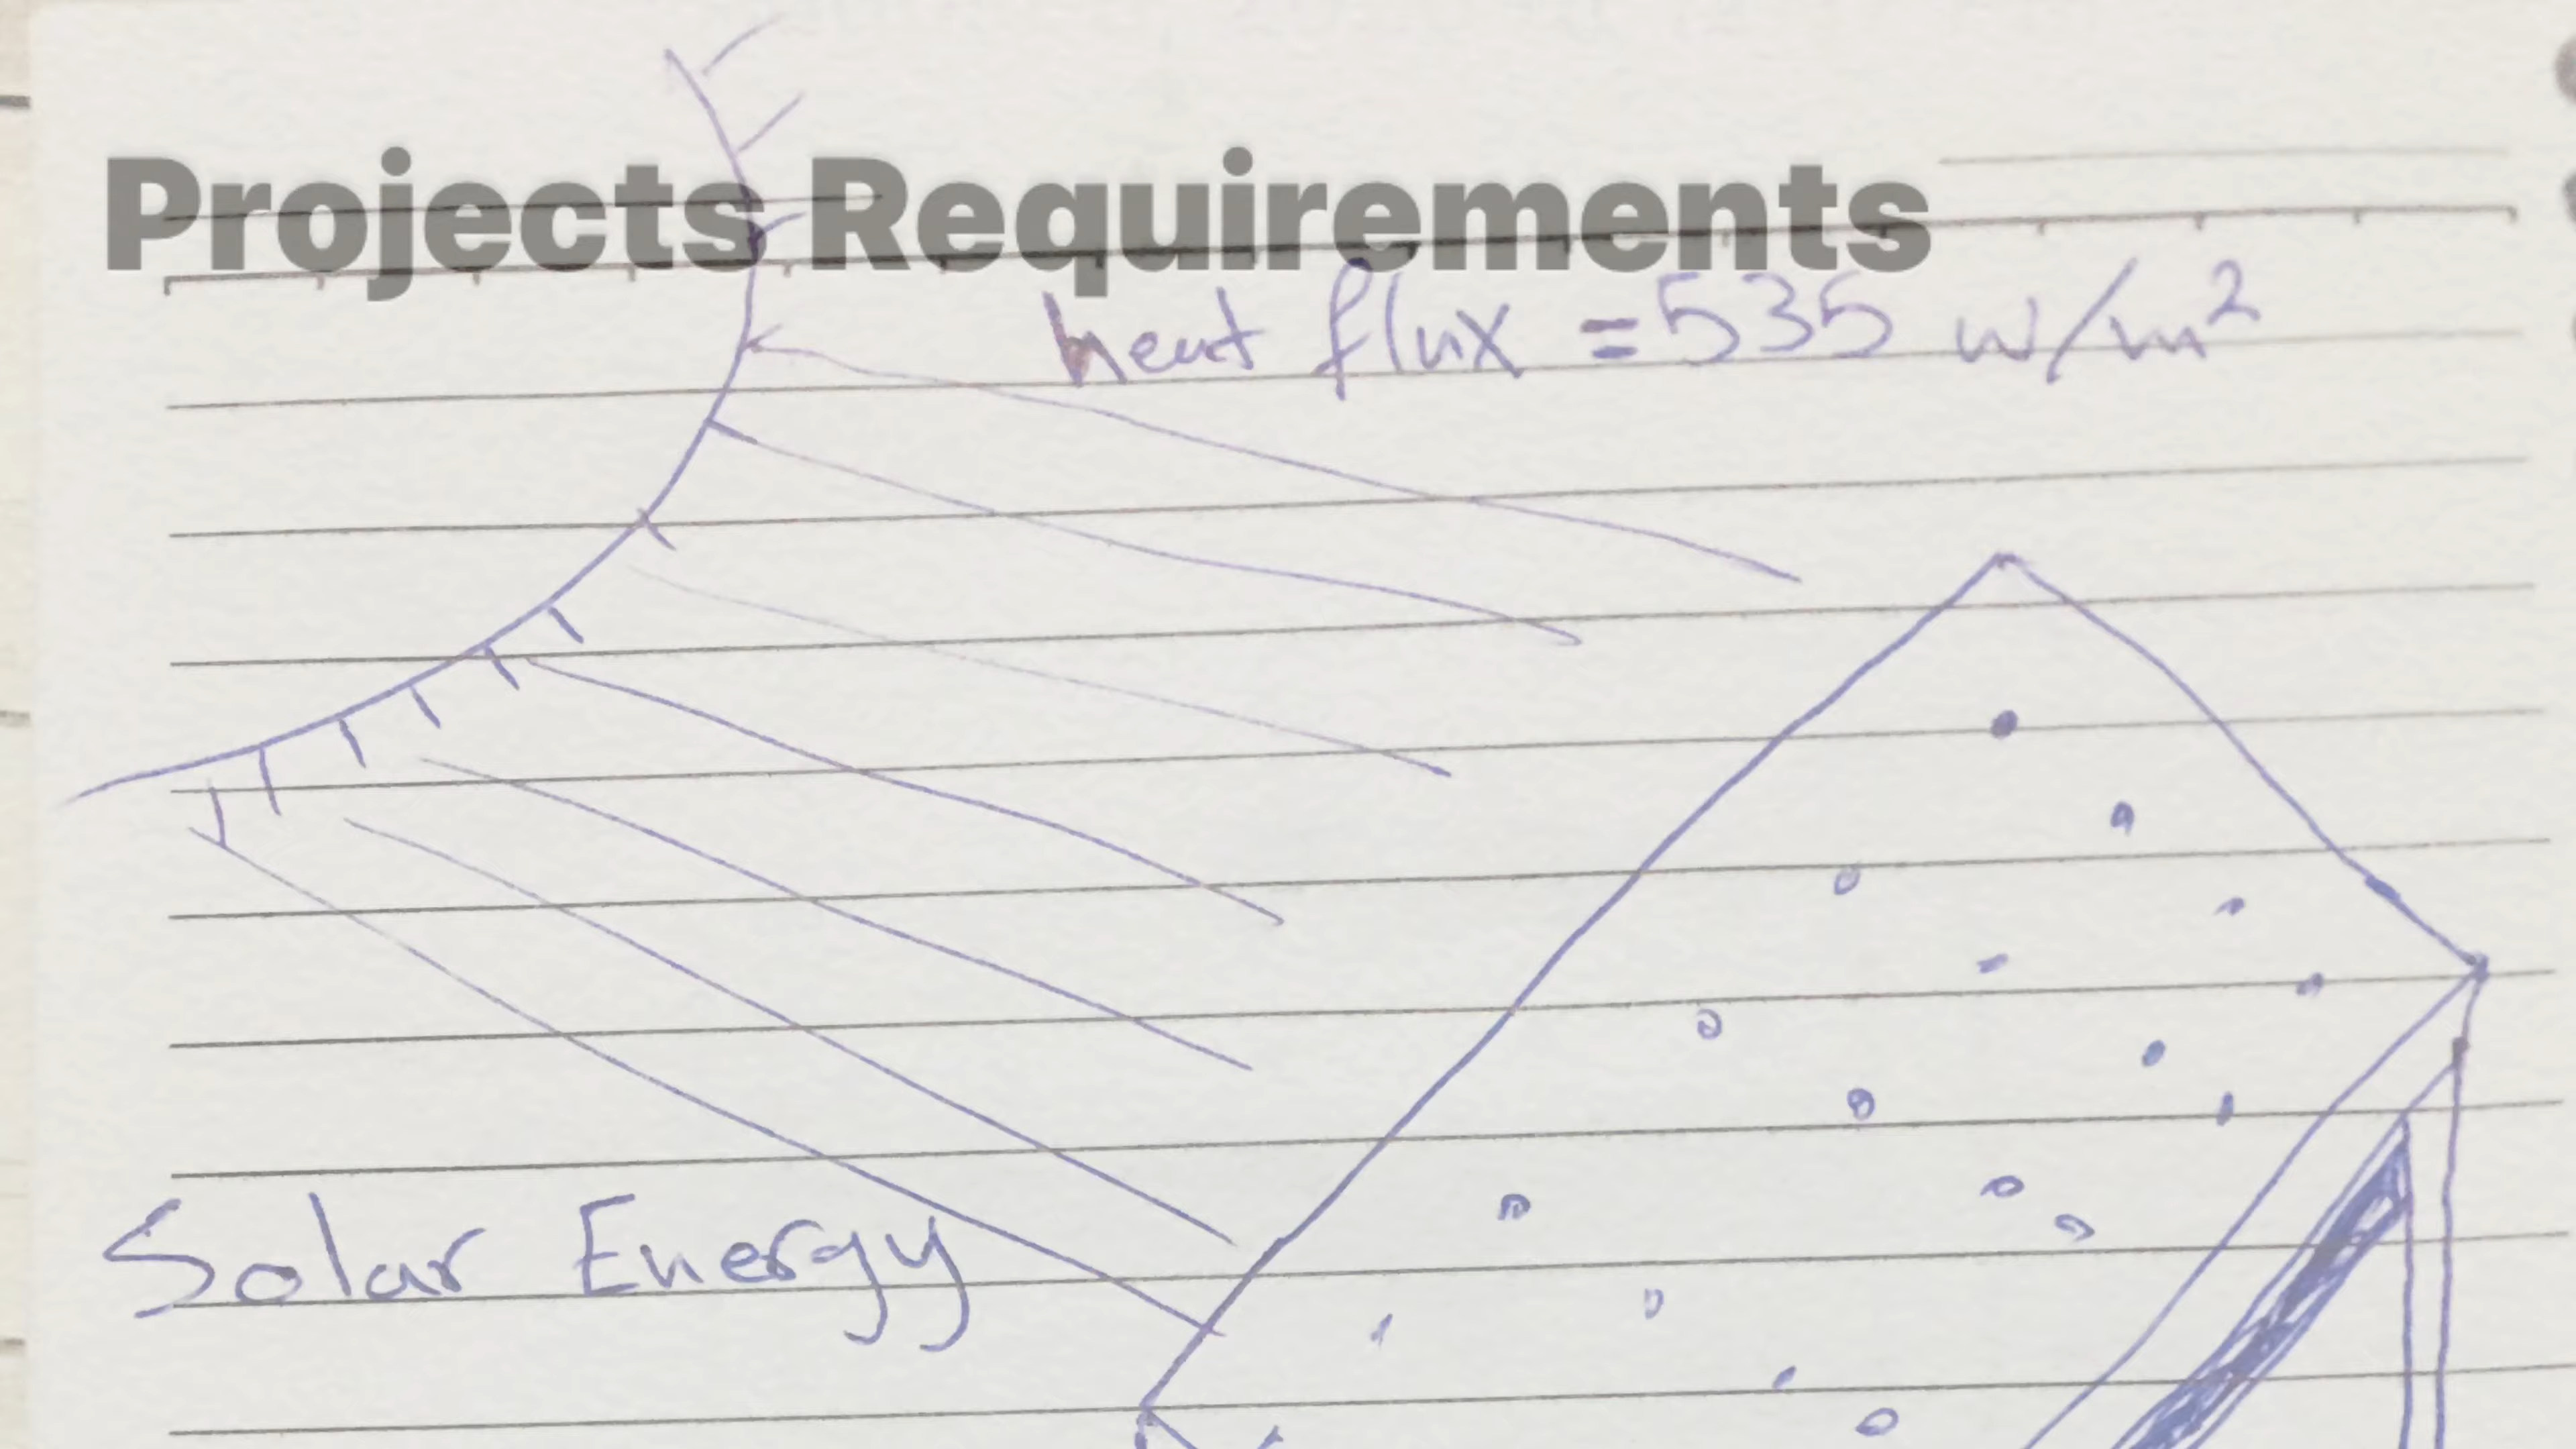 Projects Requirements
heat flux = 535 w/m²
Solar Energy